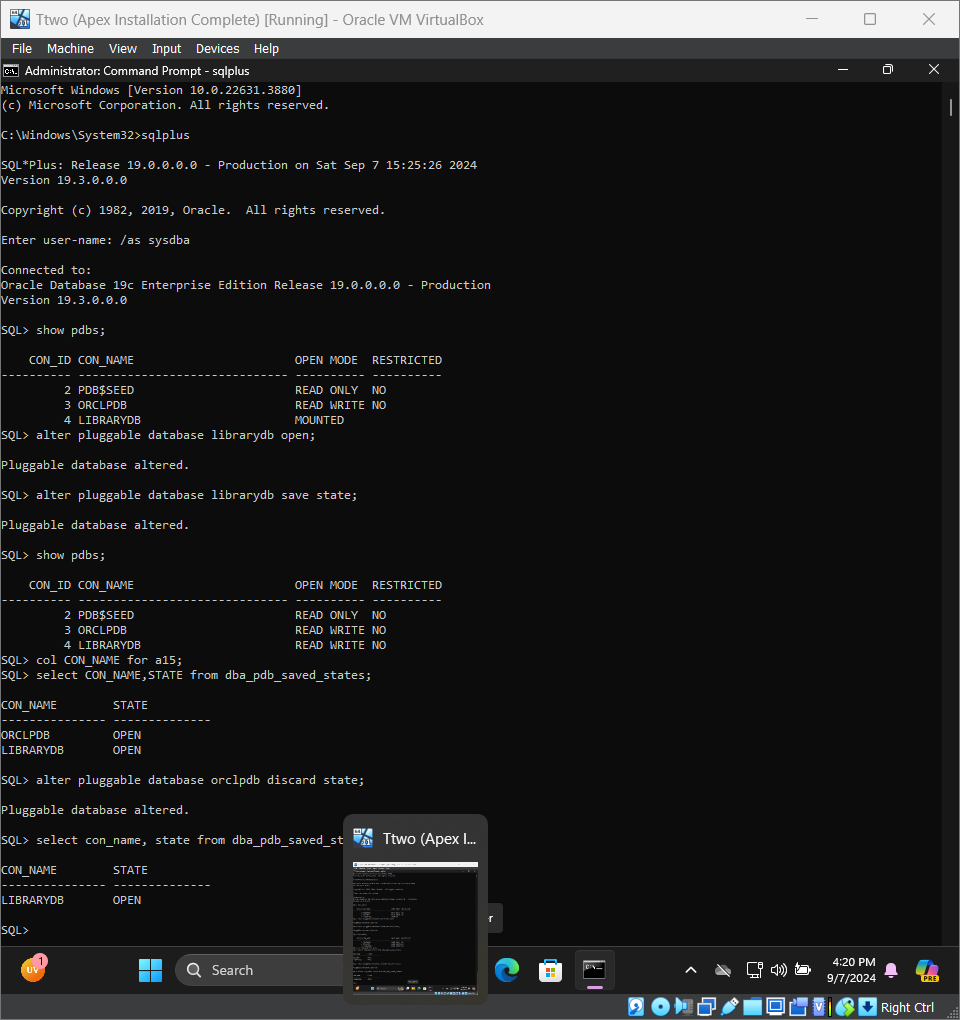 Ttwo (Apex Installation Complete) [Running] - Oracle VM VirtualBox
File Machine View Input Devices Help
Administrator: Command Prompt - sqlplus
Microsoft Windows [Version 10.0.22631.3880]
(c) Microsoft Corporation. All rights reserved.
C:\Windows\System32>sqlplus
SQL*Plus: Release 19.0.0.0.0 - Production on Sat Sep 7 15:25:26 2024
Version 19.3.0.0.0
Copyright (c) 1982, 2019, Oracle.  All rights reserved.
Enter user-name: /as sysdba
Connected to:
Oracle Database 19c Enterprise Edition Release 19.0.0.0.0 - Production
Version 19.3.0.0.0
SQL> show pdbs;
    CON_ID CON_NAME                       OPEN MODE  RESTRICTED
---------- ------------------------------ ---------- ----------
         2 PDB$SEED                       READ ONLY  NO
         3 ORCLPDB                        READ WRITE NO
         4 LIBRARYDB                      MOUNTED
SQL> alter pluggable database librarydb open;
Pluggable database altered.
SQL> alter pluggable database librarydb save state;
Pluggable database altered.
SQL> show pdbs;
    CON_ID CON_NAME                       OPEN MODE  RESTRICTED
---------- ------------------------------ ---------- ----------
         2 PDB$SEED                       READ ONLY  NO
         3 ORCLPDB                        READ WRITE NO
         4 LIBRARYDB                      READ WRITE NO
SQL> col CON_NAME for a15;
SQL> select CON_NAME,STATE from dba_pdb_saved_states;
CON_NAME        STATE
--------------- --------------
ORCLPDB         OPEN
LIBRARYDB       OPEN
SQL> alter pluggable database orclpdb discard state;
Pluggable database altered.
SQL> select con_name, state from dba_pdb_saved_st
CON_NAME        STATE
--------------- --------------
LIBRARYDB       OPEN
SQL>
Ttwo (Apex I...
UV 1
Search
4:20 PM
9/7/2024
PRE
Right Ctrl